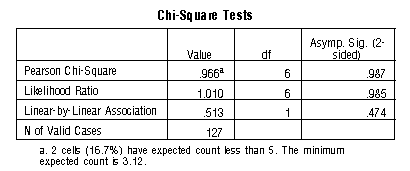 Chi-Square Tests
Value df Asymp. Sig. (2-sided)
Pearson Chi-Square .966a 6 .987
Likelihood Ratio 1.010 6 .985
Linear-by-Linear Association .513 1 .474
N of Valid Cases 127
a. 2 cells (16.7%) have expected count less than 5. The minimum
expected count is 3.12.